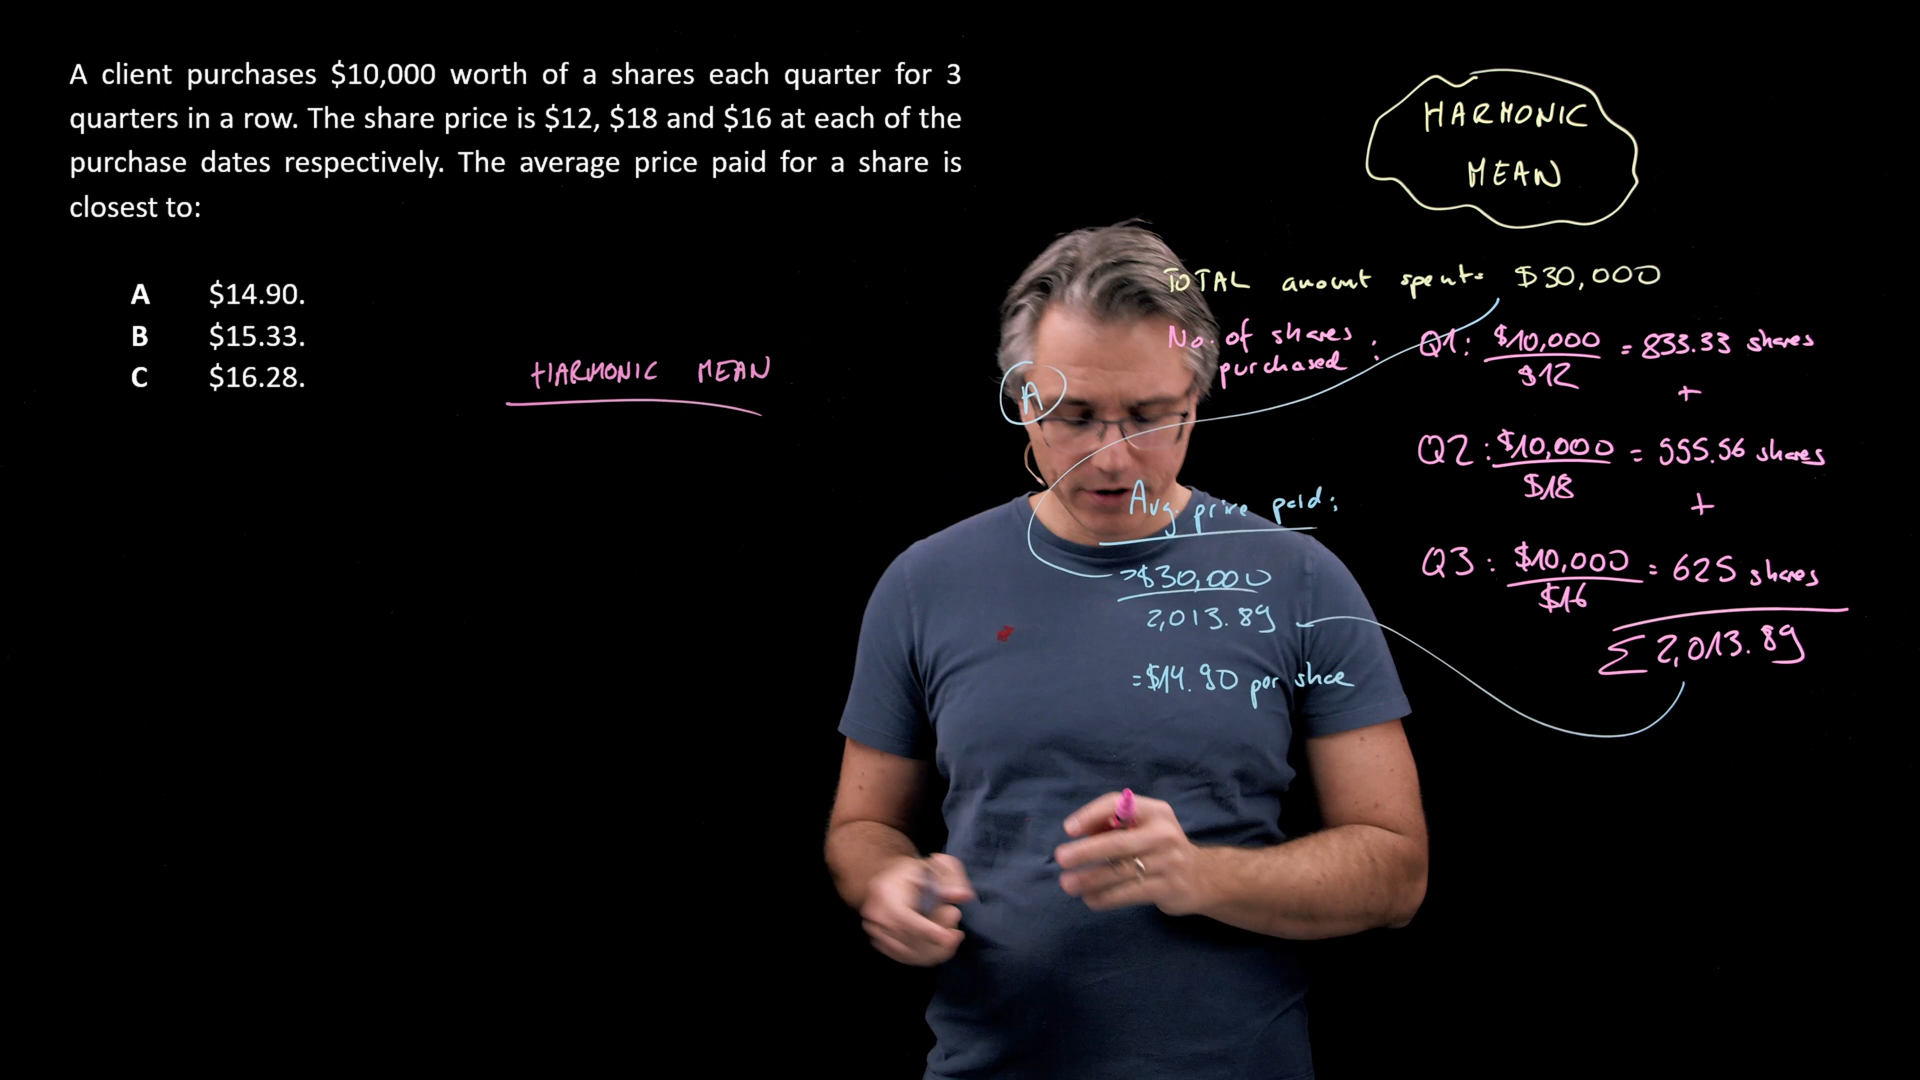 A client purchases $10,000 worth of a shares each quarter for 3
quarters in a row. The share price is $12, $18 and $16 at each of the
purchase dates respectively. The average price paid for a share is
closest to:
A $14.90.
B $15.33.
C $16.28.
HARMONIC MEAN
HARMONIC
MEAN
TOTAL amount spent: $30,000
No. of shares
purchased :
Q1: $10,000
$12
= 833.33 shares
+
Q2: $10,000
$18
= 555.56 shares
+
Q3: $10,000
$16
= 625 shares
Σ 2,013.89
A
Avg. price paid:
$30,000
2,013.89
= $14.90 per share